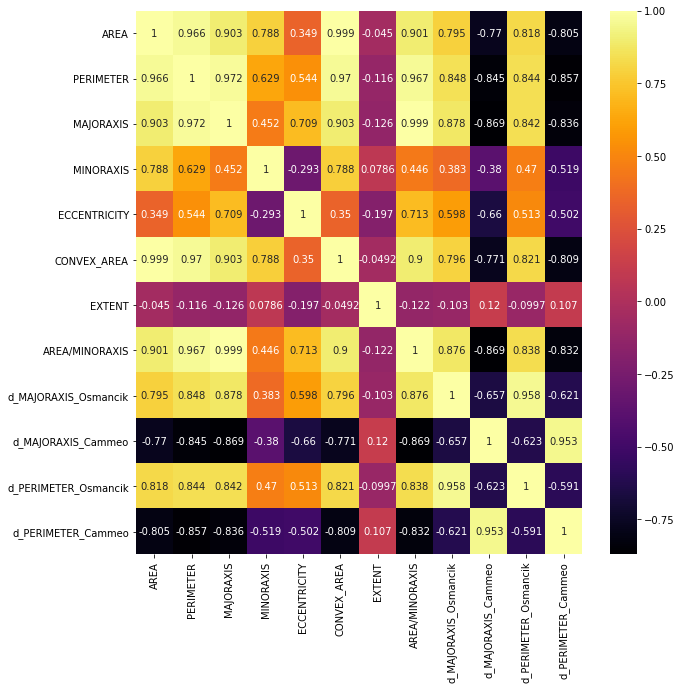 AREA 1 0.966 0.903 0.788 0.349 0.999 -0.045 0.901 0.795 -0.77 0.818 -0.805
PERIMETER 0.966 1 0.972 0.629 0.544 0.97 -0.116 0.967 0.848 -0.845 0.844 -0.857
MAJORAXIS 0.903 0.972 1 0.452 0.709 0.903 -0.126 0.999 0.878 -0.869 0.842 -0.836
MINORAXIS 0.788 0.629 0.452 1 -0.293 0.788 0.0786 0.446 0.383 -0.38 0.47 -0.519
ECCENTRICITY 0.349 0.544 0.709 -0.293 1 0.35 -0.197 0.713 0.598 -0.66 0.513 -0.502
CONVEX_AREA 0.999 0.97 0.903 0.788 0.35 1 -0.0492 0.9 0.796 -0.771 0.821 -0.809
EXTENT -0.045 -0.116 -0.126 0.0786 -0.197 -0.0492 1 -0.122 -0.103 0.12 -0.0997 0.107
AREA/MINORAXIS 0.901 0.967 0.999 0.446 0.713 0.9 -0.122 1 0.876 -0.869 0.838 -0.832
d_MAJORAXIS_Osmancik 0.795 0.848 0.878 0.383 0.598 0.796 -0.103 0.876 1 -0.657 0.958 -0.621
d_MAJORAXIS_Cammeo -0.77 -0.845 -0.869 -0.38 -0.66 -0.771 0.12 -0.869 -0.657 1 -0.623 0.953
d_PERIMETER_Osmancik 0.818 0.844 0.842 0.47 0.513 0.821 -0.0997 0.838 0.958 -0.623 1 -0.591
d_PERIMETER_Cammeo -0.805 -0.857 -0.836 -0.519 -0.502 -0.809 0.107 -0.832 -0.621 0.953 -0.591 1
AREA
PERIMETER
MAJORAXIS
MINORAXIS
ECCENTRICITY
CONVEX_AREA
EXTENT
AREA/MINORAXIS
d_MAJORAXIS_Osmancik
d_MAJORAXIS_Cammeo
d_PERIMETER_Osmancik
d_PERIMETER_Cammeo
1.00
0.75
0.50
0.25
0.00
-0.25
-0.50
-0.75